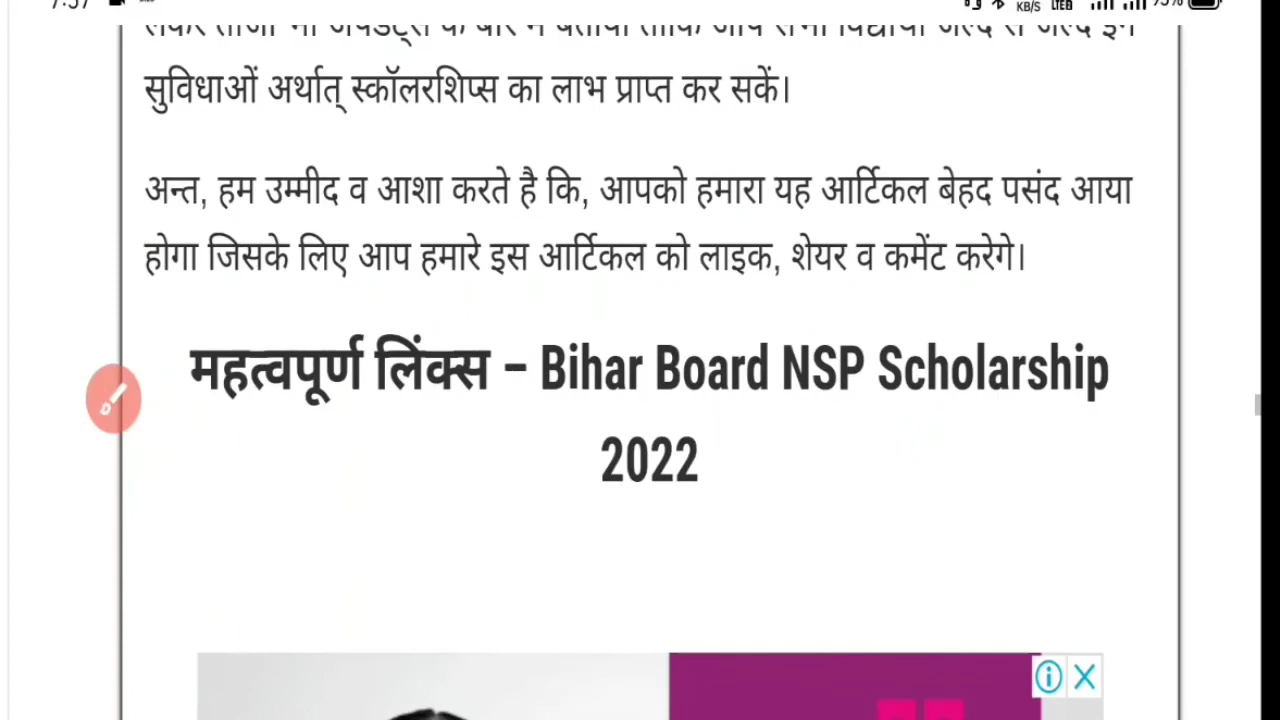 KB/S
सुविधाओं अर्थात् स्कॉलरशिप्स का लाभ प्राप्त कर सकें।
अन्त, हम उम्मीद व आशा करते है कि, आपको हमारा यह आर्टिकल बेहद पसंद आया
होगा जिसके लिए आप हमारे इस आर्टिकल को लाइक, शेयर व कमेंट करेगे।
महत्वपूर्ण लिंक्स – Bihar Board NSP Scholarship
2022